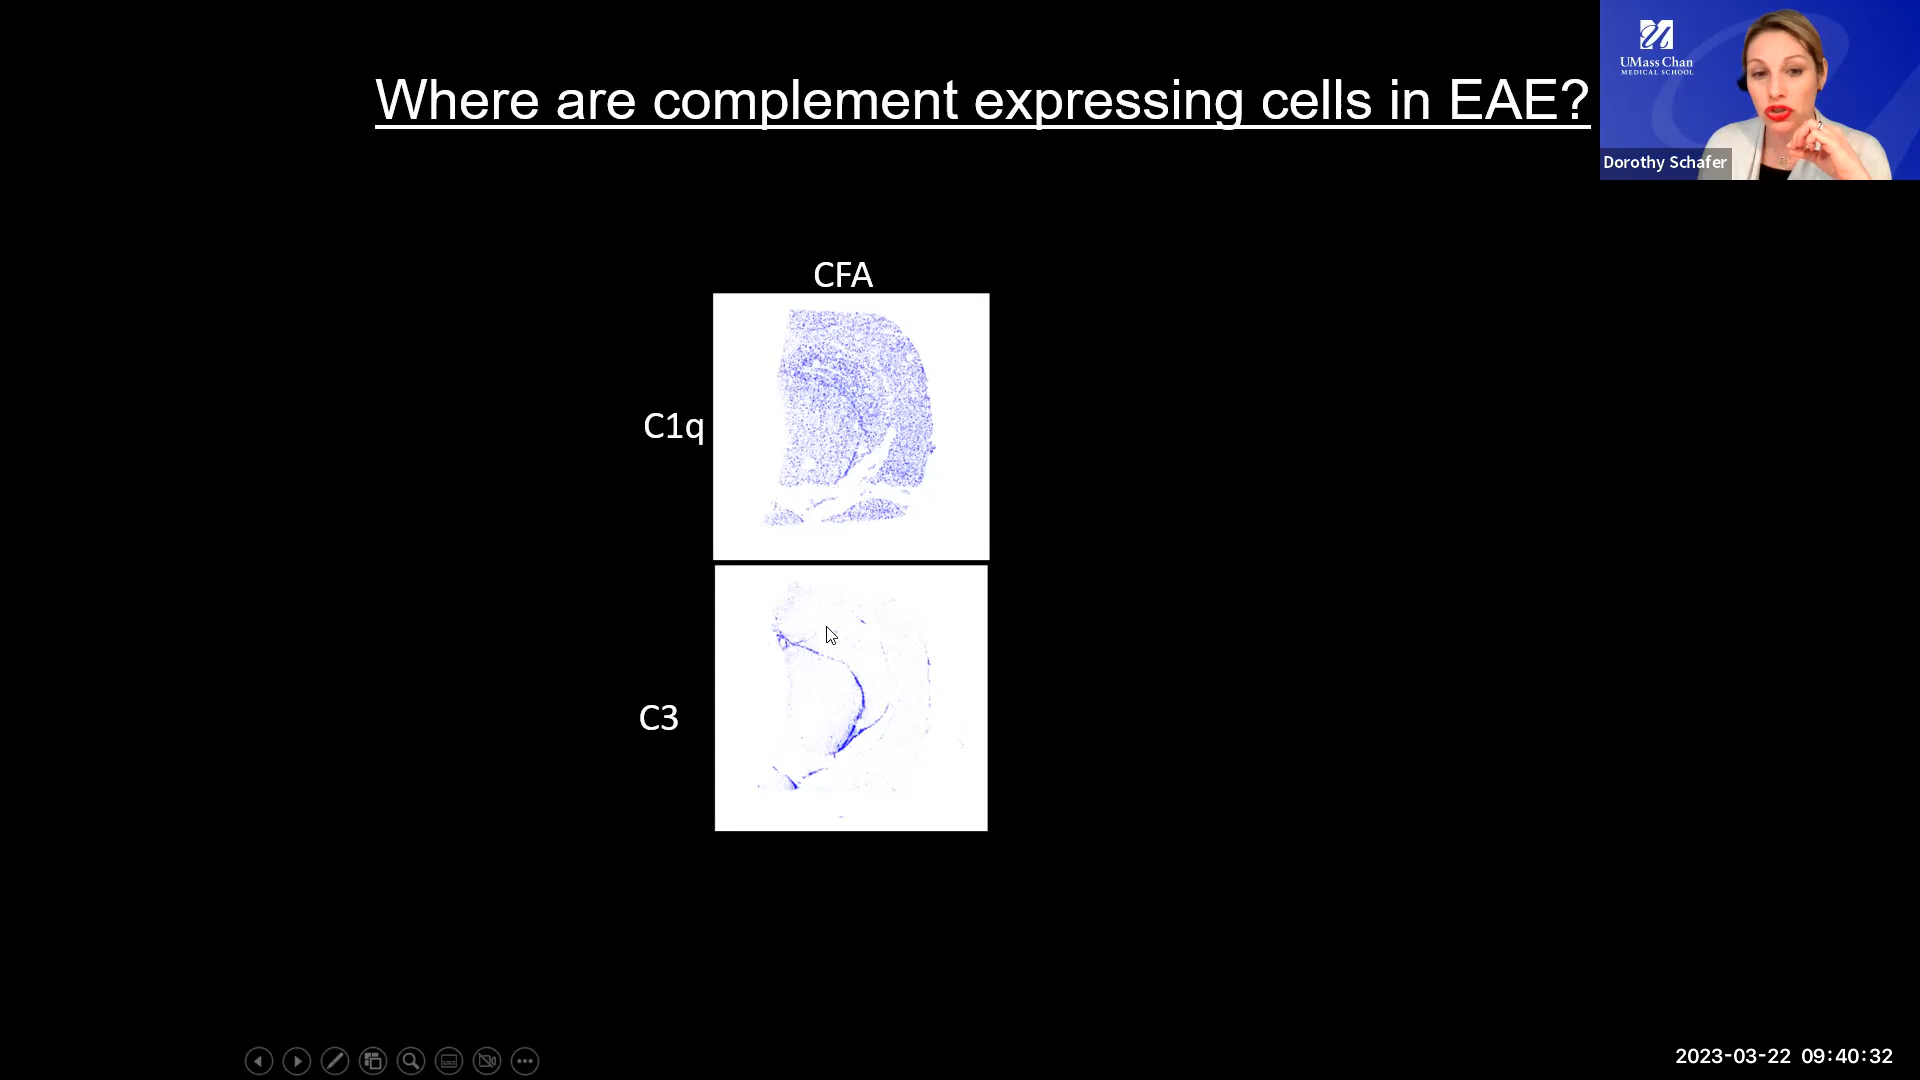 Where are complement expressing cells in EAE?
UMass Chan
MEDICAL SCHOOL
Dorothy Schafer
CFA
C1q
C3
2023-03-22 09:40:32